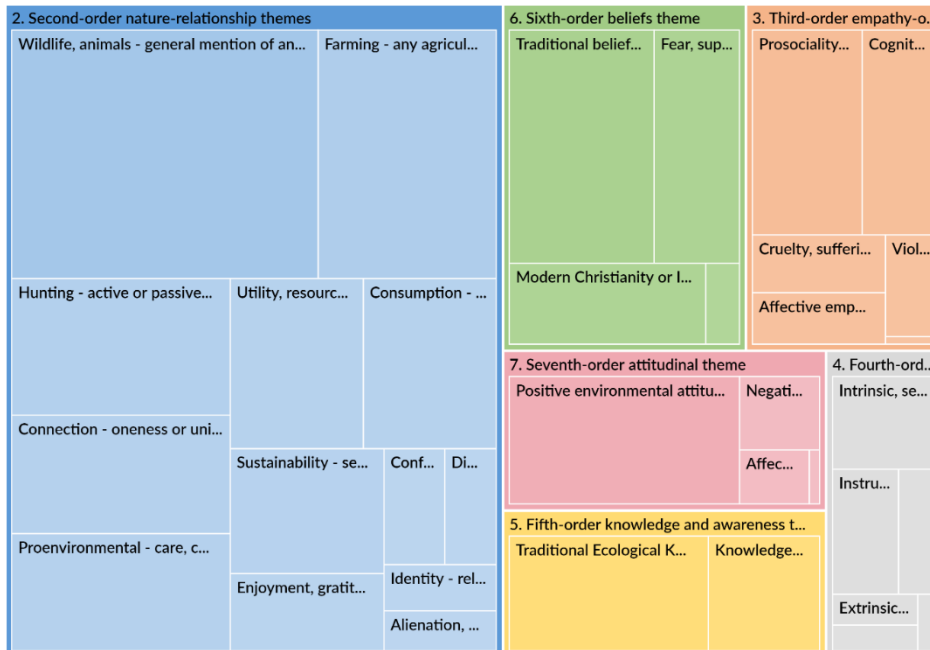 2. Second-order nature-relationship themes
Wildlife, animals - general mention of an...
Farming - any agricul...
Hunting - active or passive...
Utility, resourc...
Consumption - ...
Connection - oneness or uni...
Sustainability - se...
Conf...
Di...
Proenvironmental - care, c...
Enjoyment, gratit...
Identity - rel...
Alienation, ...
6. Sixth-order beliefs theme
Traditional belief...
Fear, sup...
Modern Christianity or I...
3. Third-order empathy-o...
Prosociality...
Cognit...
Cruelty, sufferi...
Viol...
Affective emp...
7. Seventh-order attitudinal theme
Positive environmental attitu...
Negati...
Affec...
4. Fourth-ord...
Intrinsic, se...
Instru...
Extrinsic...
5. Fifth-order knowledge and awareness t...
Traditional Ecological K...
Knowledge...